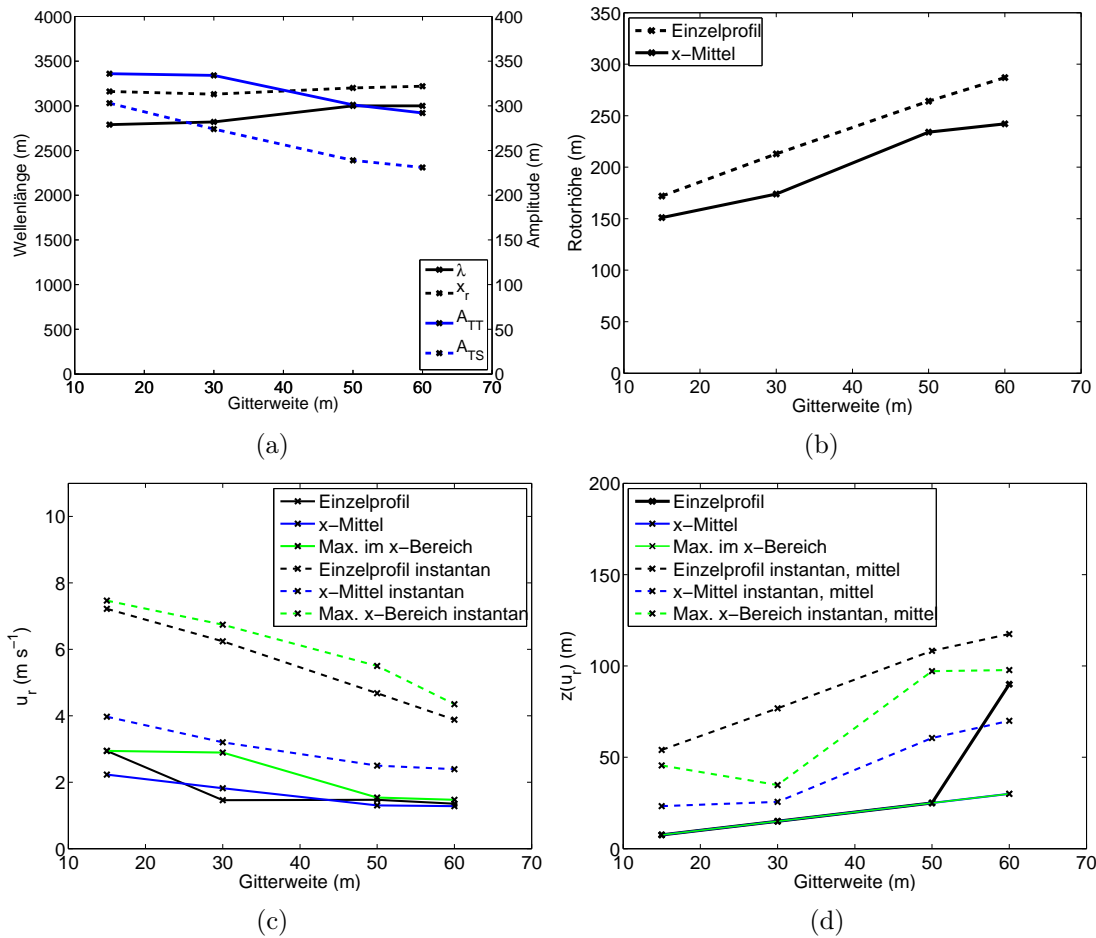 4000
3500
3000
2500
2000
1500
1000
500
0
Wellenlänge (m)
400
350
300
250
200
150
100
50
0
Amplitude (m)
λ
x_r
A_TT
A_TS
10 20 30 40 50 60 70
Gitterweite (m)
(a)
350
300
250
200
150
100
50
0
Rotorhöhe (m)
Einzelprofil
x−Mittel
10 20 30 40 50 60 70
Gitterweite (m)
(b)
10
8
6
4
2
0
u_r (m s⁻¹)
Einzelprofil
x−Mittel
Max. im x−Bereich
Einzelprofil instantan
x−Mittel instantan
Max. x−Bereich instantan
10 20 30 40 50 60 70
Gitterweite (m)
(c)
200
150
100
50
0
z(u_r) (m)
Einzelprofil
x−Mittel
Max. im x−Bereich
Einzelprofil instantan, mittel
x−Mittel instantan, mittel
Max. x−Bereich instantan, mittel
10 20 30 40 50 60 70
Gitterweite (m)
(d)